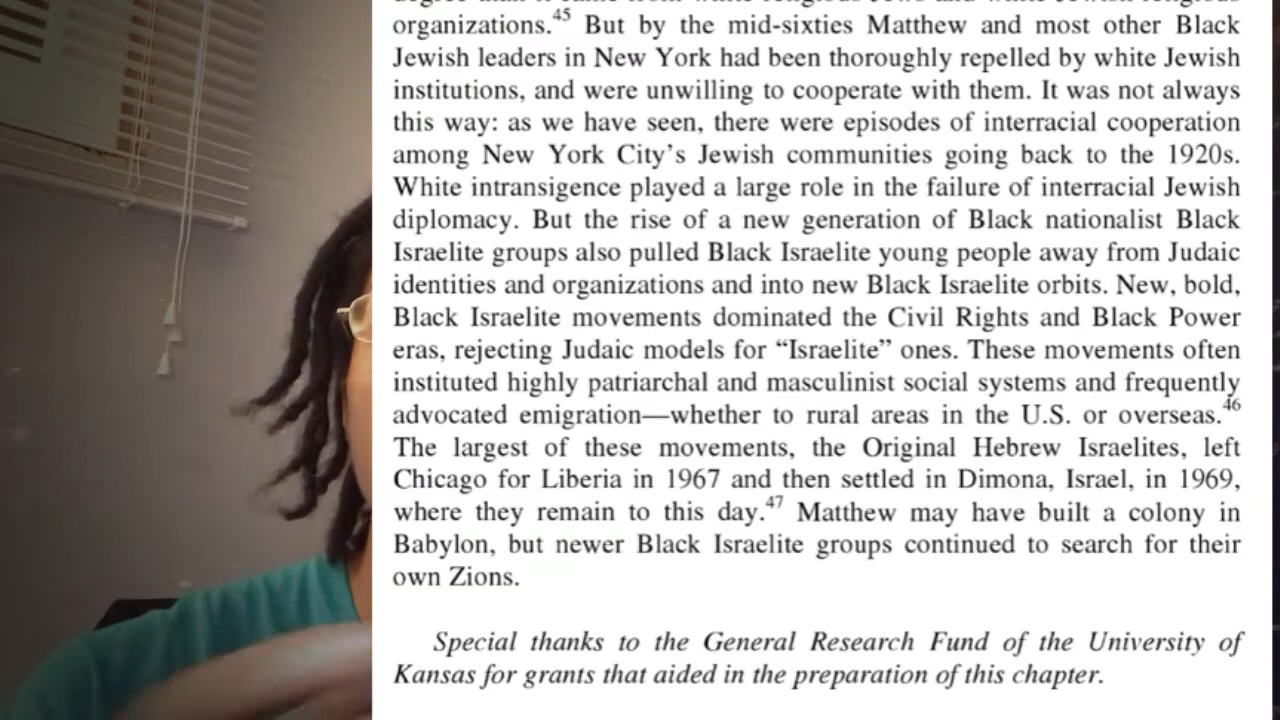 organizations.45 But by the mid-sixties Matthew and most other Black
Jewish leaders in New York had been thoroughly repelled by white Jewish
institutions, and were unwilling to cooperate with them. It was not always
this way: as we have seen, there were episodes of interracial cooperation
among New York City’s Jewish communities going back to the 1920s.
White intransigence played a large role in the failure of interracial Jewish
diplomacy. But the rise of a new generation of Black nationalist Black
Israelite groups also pulled Black Israelite young people away from Judaic
identities and organizations and into new Black Israelite orbits. New, bold,
Black Israelite movements dominated the Civil Rights and Black Power
eras, rejecting Judaic models for “Israelite” ones. These movements often
instituted highly patriarchal and masculinist social systems and frequently
advocated emigration—whether to rural areas in the U.S. or overseas.46
The largest of these movements, the Original Hebrew Israelites, left
Chicago for Liberia in 1967 and then settled in Dimona, Israel, in 1969,
where they remain to this day.47 Matthew may have built a colony in
Babylon, but newer Black Israelite groups continued to search for their
own Zions.
Special thanks to the General Research Fund of the University of
Kansas for grants that aided in the preparation of this chapter.